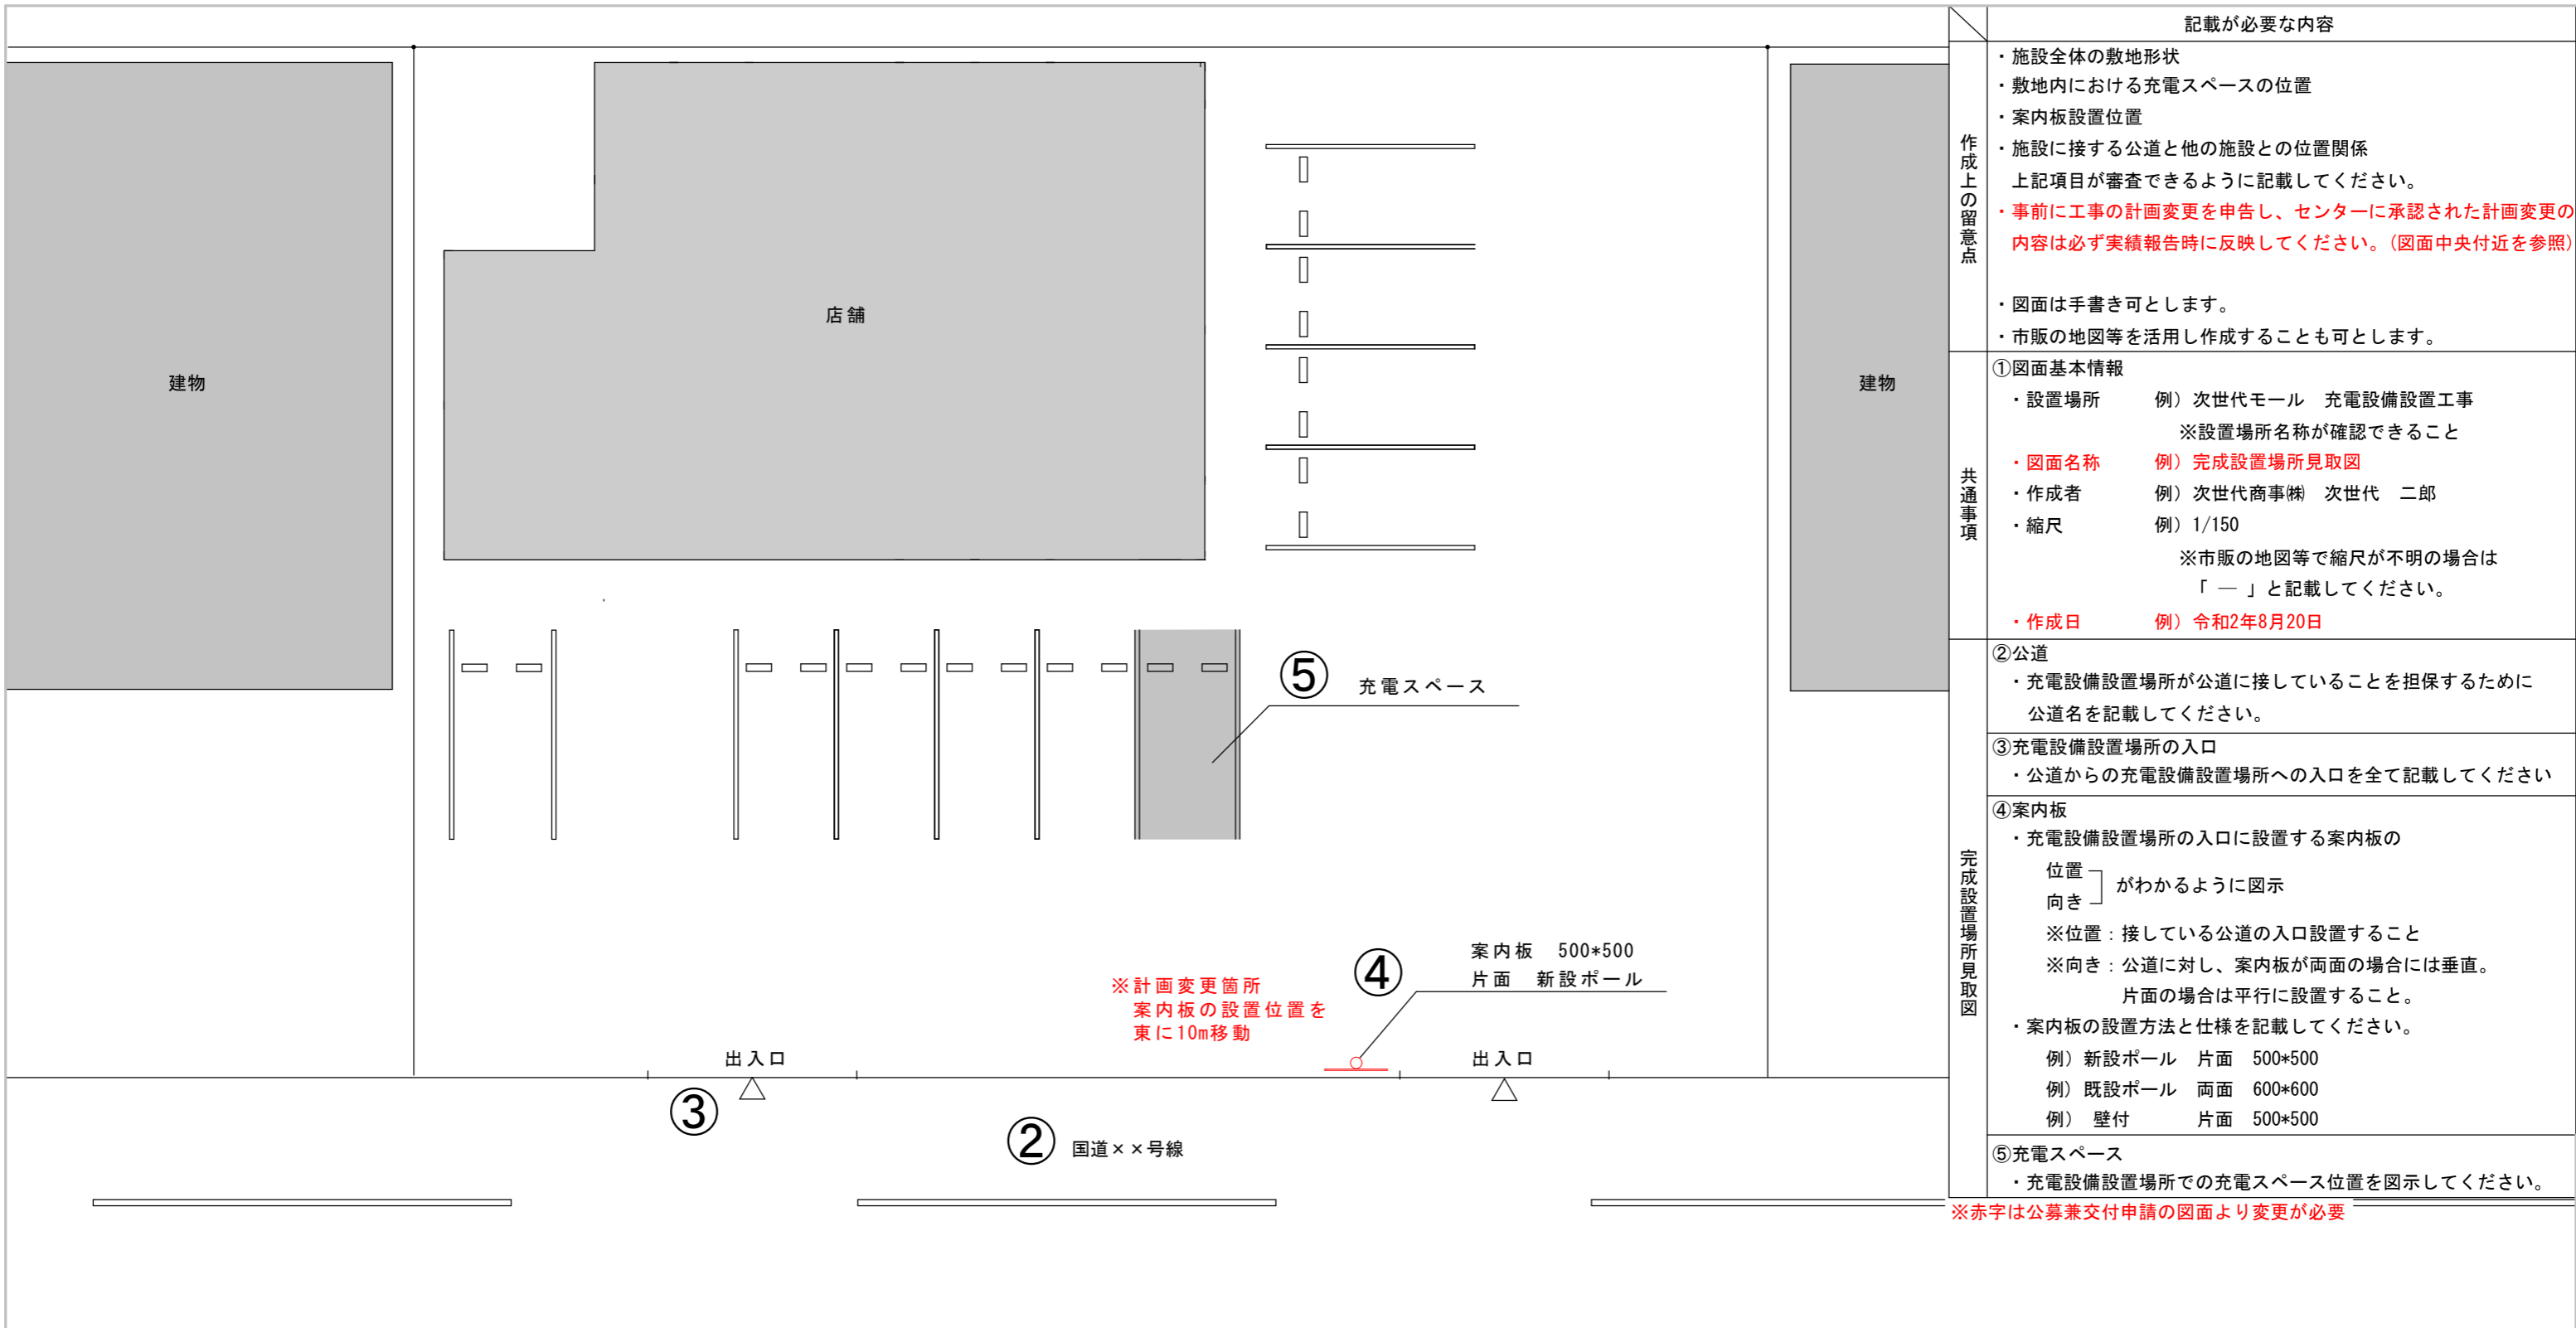 建物
店舗
建物
⑤
充電スペース
※計画変更箇所
案内板の設置位置を
東に10m移動
④
案内板 500*500
片面 新設ポール
出入口
出入口
③
② 国道××号線
記載が必要な内容
作成上の留意点
・施設全体の敷地形状
・敷地内における充電スペースの位置
・案内板設置位置
・施設に接する公道と他の施設との位置関係
上記項目が審査できるように記載してください。
・事前に工事の計画変更を申告し、センターに承認された計画変更の
内容は必ず実績報告時に反映してください。(図面中央付近を参照)
・図面は手書き可とします。
・市販の地図等を活用し作成することも可とします。
共通事項
①図面基本情報
・設置場所 例）次世代モール 充電設備設置工事
※設置場所名称が確認できること
・図面名称 例）完成設置場所見取図
・作成者 例）次世代商事㈱ 次世代 二郎
・縮尺 例）1/150
※市販の地図等で縮尺が不明の場合は
「 ― 」と記載してください。
・作成日 例）令和2年8月20日
完成設置場所見取図
②公道
・充電設備設置場所が公道に接していることを担保するために
公道名を記載してください。
③充電設備設置場所の入口
・公道からの充電設備設置場所への入口を全て記載してください
④案内板
・充電設備設置場所の入口に設置する案内板の
位置
がわかるように図示
向き
※位置：接している公道の入口設置すること
※向き：公道に対し、案内板が両面の場合には垂直。
片面の場合は平行に設置すること。
・案内板の設置方法と仕様を記載してください。
例）新設ポール 片面 500*500
例）既設ポール 両面 600*600
例） 壁付 片面 500*500
⑤充電スペース
・充電設備設置場所での充電スペース位置を図示してください。
※赤字は公募兼交付申請の図面より変更が必要